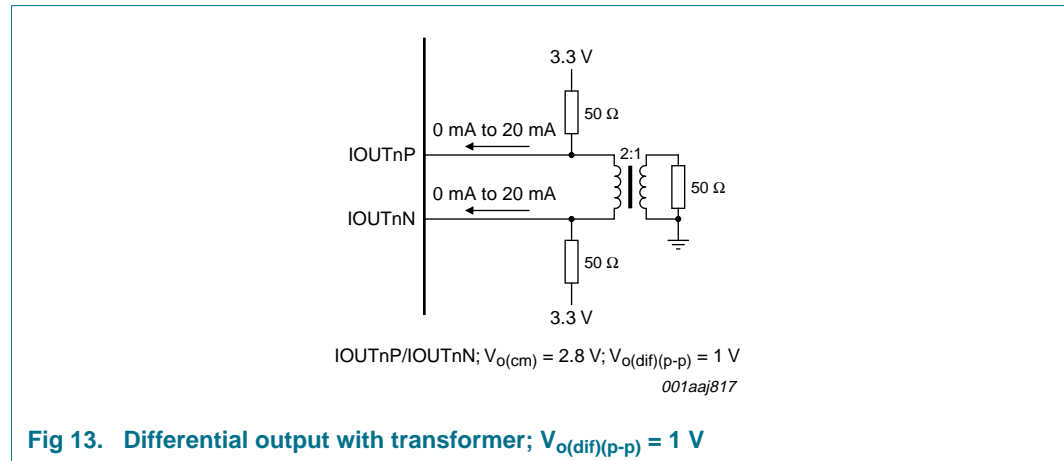 3.3 V
50 Ω
0 mA to 20 mA
IOUTnP
2:1
50 Ω
0 mA to 20 mA
IOUTnN
50 Ω
3.3 V
IOUTnP/IOUTnN; Vo(cm) = 2.8 V; Vo(dif)(p-p) = 1 V
001aaj817
Fig 13. Differential output with transformer; Vo(dif)(p-p) = 1 V